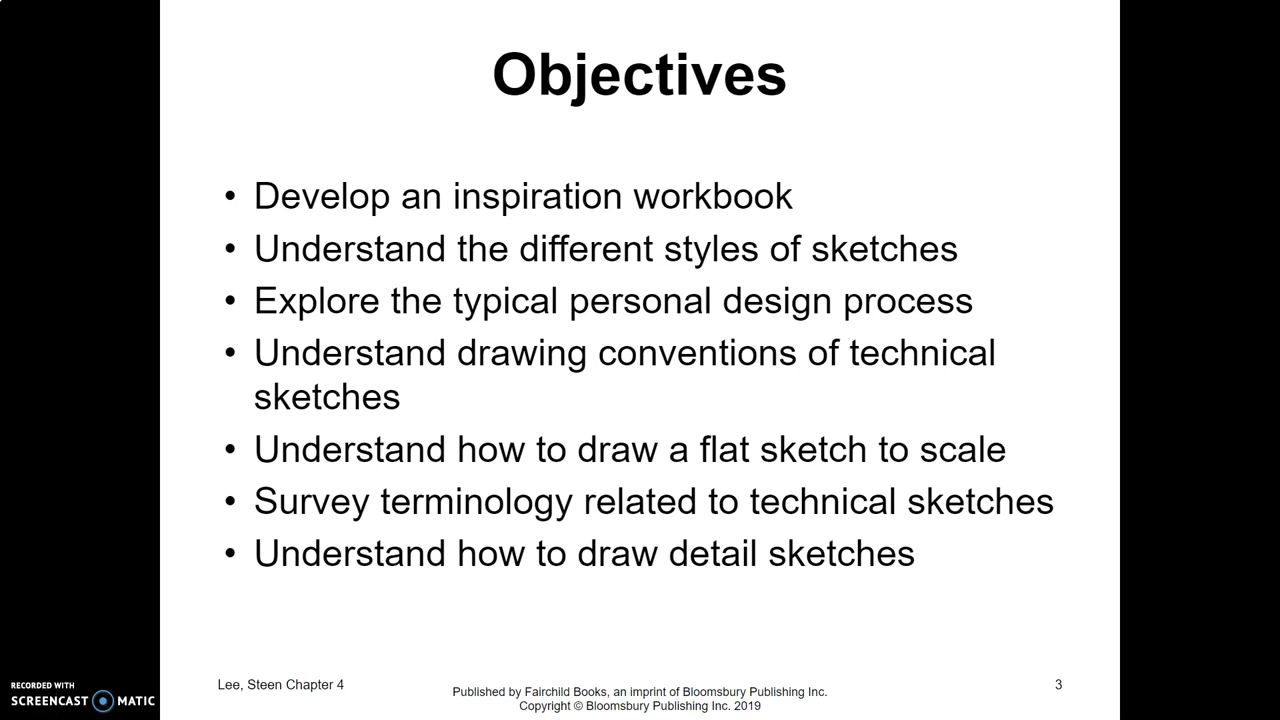 Objectives
• Develop an inspiration workbook
• Understand the different styles of sketches
• Explore the typical personal design process
• Understand drawing conventions of technical
sketches
• Understand how to draw a flat sketch to scale
• Survey terminology related to technical sketches
• Understand how to draw detail sketches
Lee, Steen Chapter 4
Published by Fairchild Books, an imprint of Bloomsbury Publishing Inc.
Copyright © Bloomsbury Publishing Inc. 2019
3
RECORDED WITH
SCREENCAST MATIC